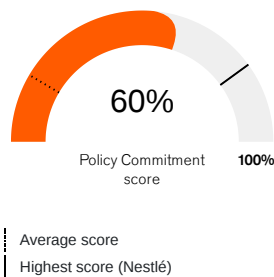 60%
Policy Commitment
score
100%
Average score
Highest score (Nestlé)